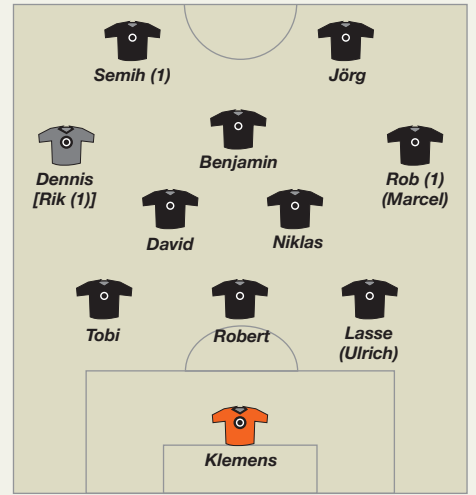 Semih (1)
Jörg
Benjamin
Dennis
[Rik (1)]
Rob (1)
(Marcel)
David
Niklas
Tobi
Robert
Lasse
(Ulrich)
Klemens